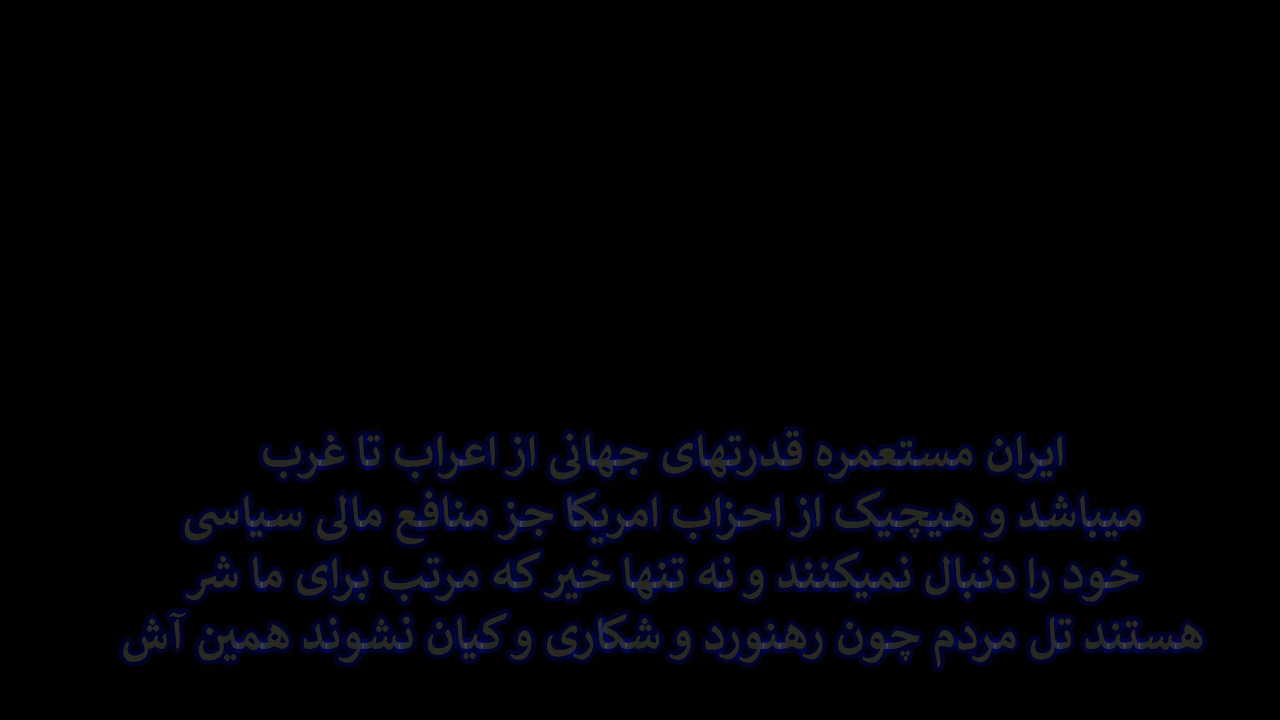 ایران مستعمره قدرتهای جهانی از اعراب تا غرب
میباشد و هیچیک از احزاب امریکا جز منافع مالی سیاسی
خود را دنبال نمیکنند و نه تنها خیر که مرتب برای ما شر
هستند تل مردم چون رهنورد و شکاری و کیان نشوند همین آش